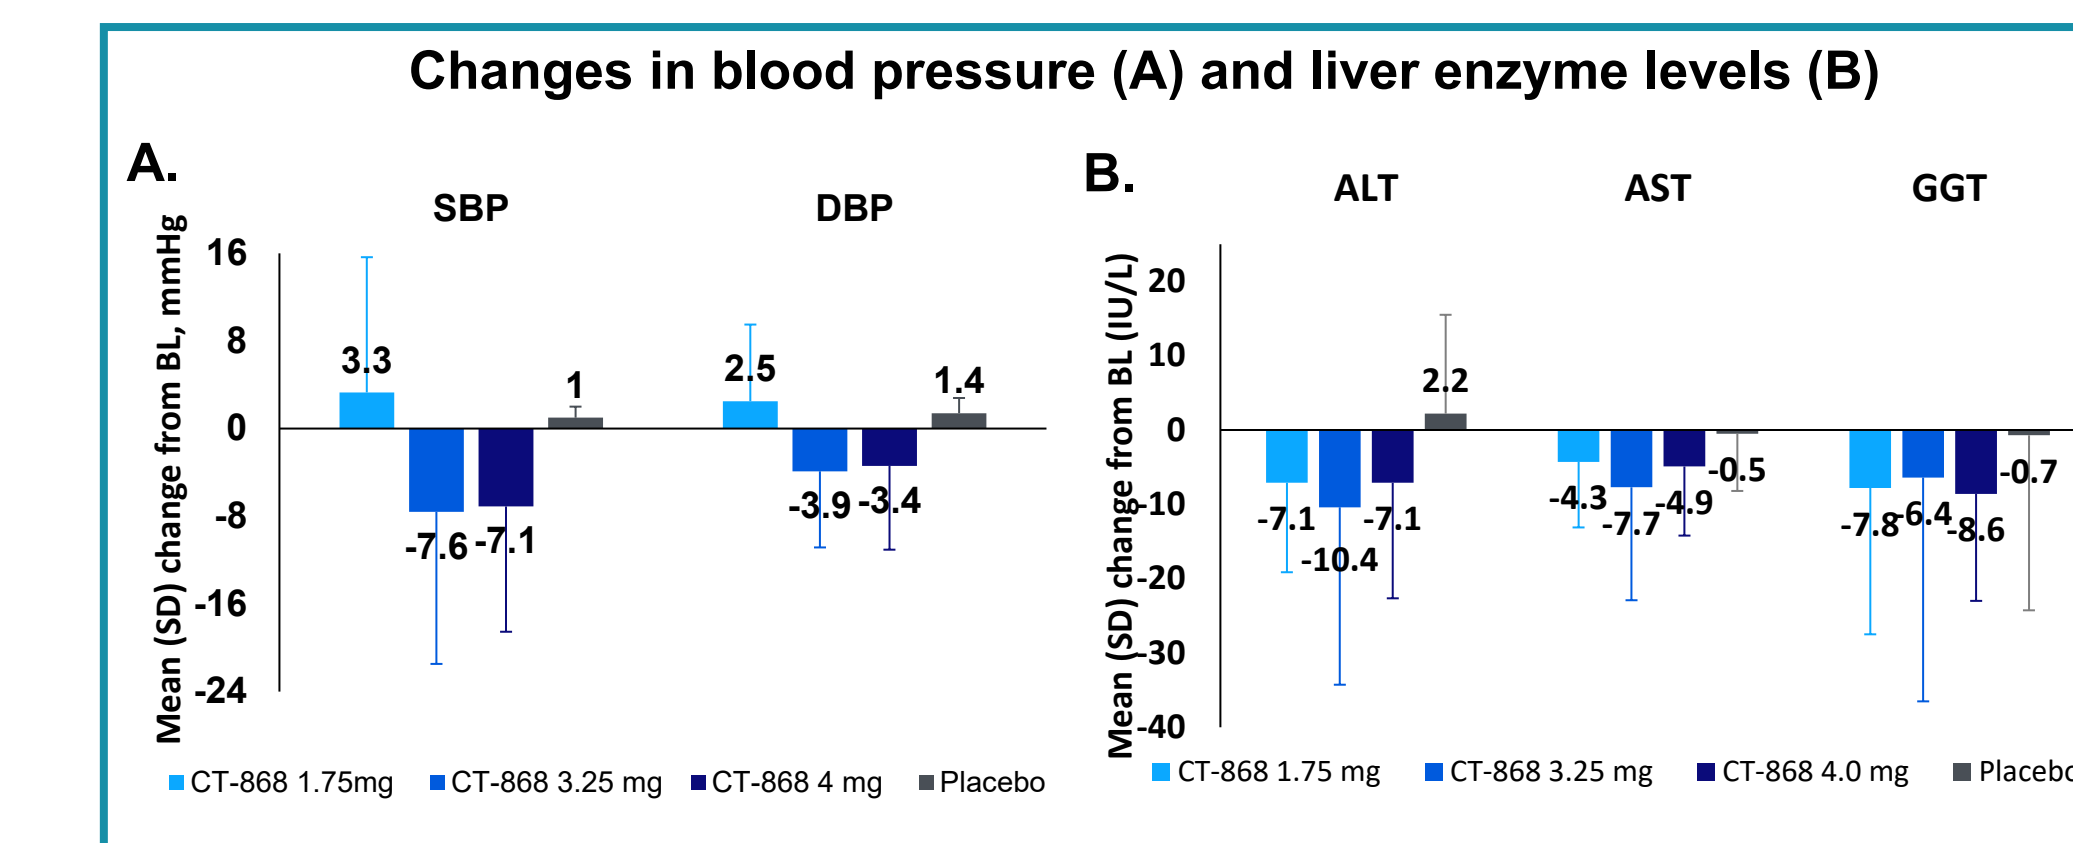 Changes in blood pressure (A) and liver enzyme levels (B)
A.
SBP
DBP
Mean (SD) change from BL, mmHg
16
8
0
-8
-16
-24
3.3
-7.6
-7.1
1
2.5
-3.9
-3.4
1.4
CT-868 1.75mg
CT-868 3.25 mg
CT-868 4 mg
Placebo
B.
ALT
AST
GGT
Mean (SD) change from BL (IU/L)
20
10
0
-10
-20
-30
-40
-7.1
-10.4
-7.1
2.2
-4.3
-7.7
-4.9
-0.5
-7.8
-6.4
-8.6
-0.7
CT-868 1.75 mg
CT-868 3.25 mg
CT-868 4.0 mg
Placebo